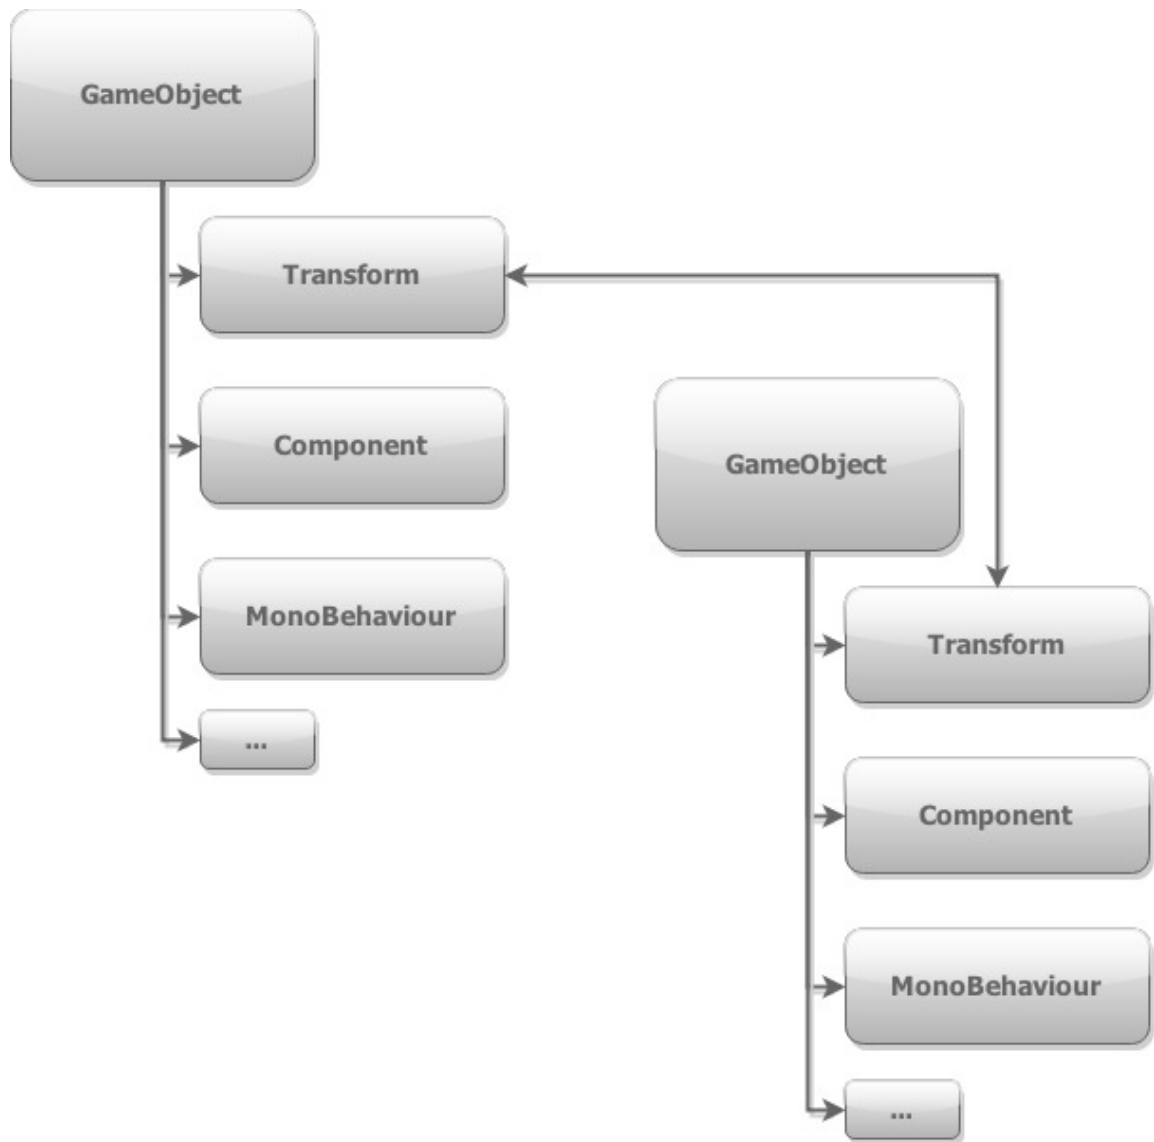 GameObject
Transform
Component
MonoBehaviour
...
GameObject
Transform
Component
MonoBehaviour
...